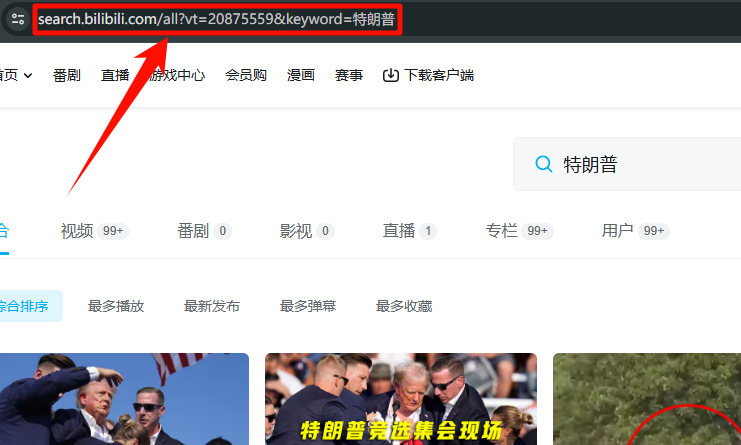 search.bilibili.com/all?vt=20875559&keyword=特朗普
首页 番剧 直播 游戏中心 会员购 漫画 赛事 下载客户端
特朗普
合 视频 99+ 番剧 0 影视 0 直播 1 专栏 99+ 用户 99+
综合排序 最多播放 最新发布 最多弹幕 最多收藏
特朗普竞选集会现场